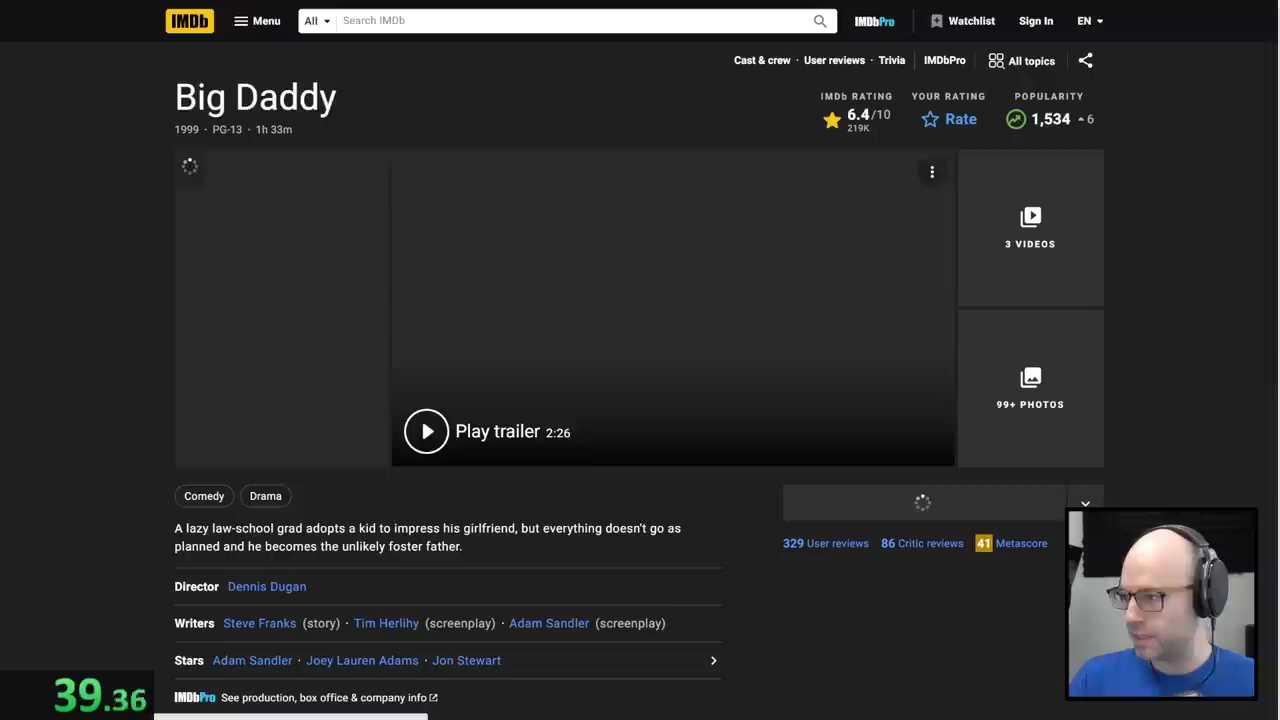 IMDb Menu All Search IMDb IMDbPro Watchlist Sign In EN
Cast & crew · User reviews · Trivia IMDbPro All topics
Big Daddy
1999 · PG-13 · 1h 33m
IMDb RATING YOUR RATING POPULARITY
6.4/10 Rate 1,534 6
219K
3 VIDEOS
99+ PHOTOS
Play trailer 2:26
Comedy Drama
A lazy law-school grad adopts a kid to impress his girlfriend, but everything doesn't go as
planned and he becomes the unlikely foster father.
329 User reviews 86 Critic reviews 41 Metascore
Director Dennis Dugan
Writers Steve Franks (story) · Tim Herlihy (screenplay) · Adam Sandler (screenplay)
Stars Adam Sandler · Joey Lauren Adams · Jon Stewart
IMDbPro See production, box office & company info
39.36